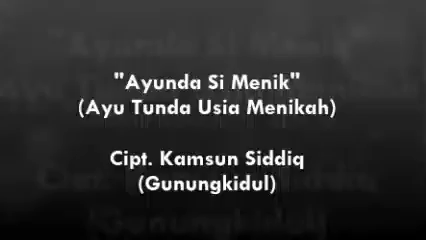 "Ayunda Si Menik"
(Ayu Tunda Usia Menikah)
Cipt. Kamsun Siddiq
(Gunungkidul)